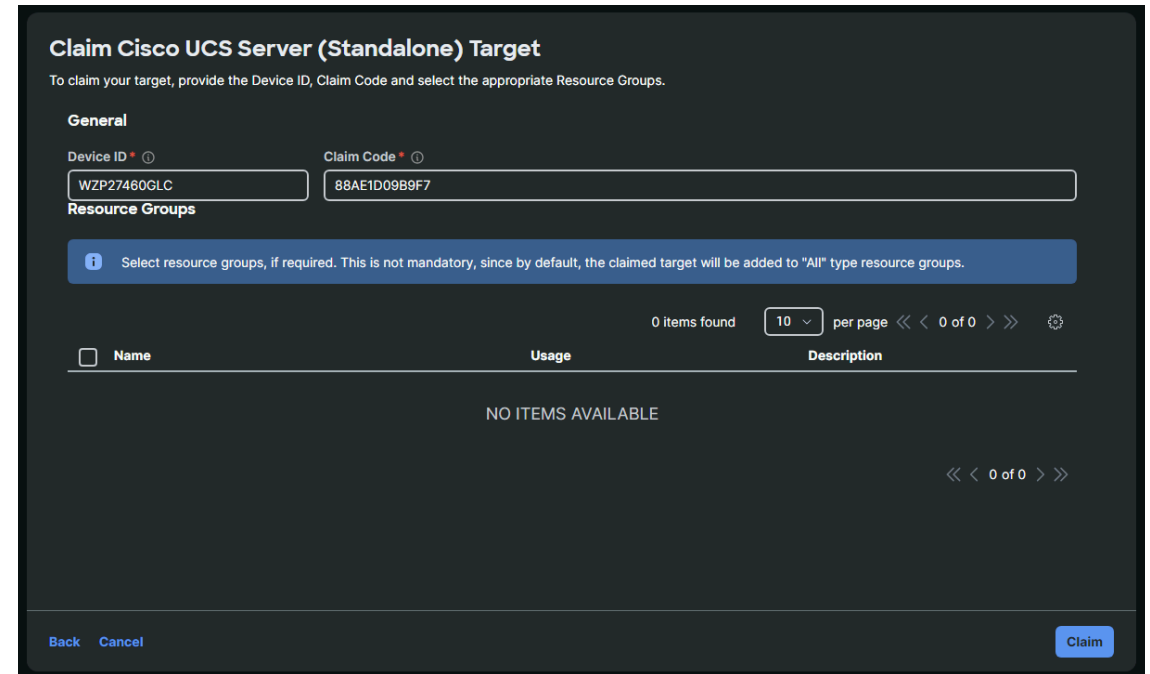 Claim Cisco UCS Server (Standalone) Target
To claim your target, provide the Device ID, Claim Code and select the appropriate Resource Groups.
General
Device ID * Claim Code *
WZP27460GLC 88AE1D09B9F7
Resource Groups
Select resource groups, if required. This is not mandatory, since by default, the claimed target will be added to "All" type resource groups.
0 items found 10 per page 0 of 0
Name Usage Description
NO ITEMS AVAILABLE
0 of 0
Back Cancel Claim